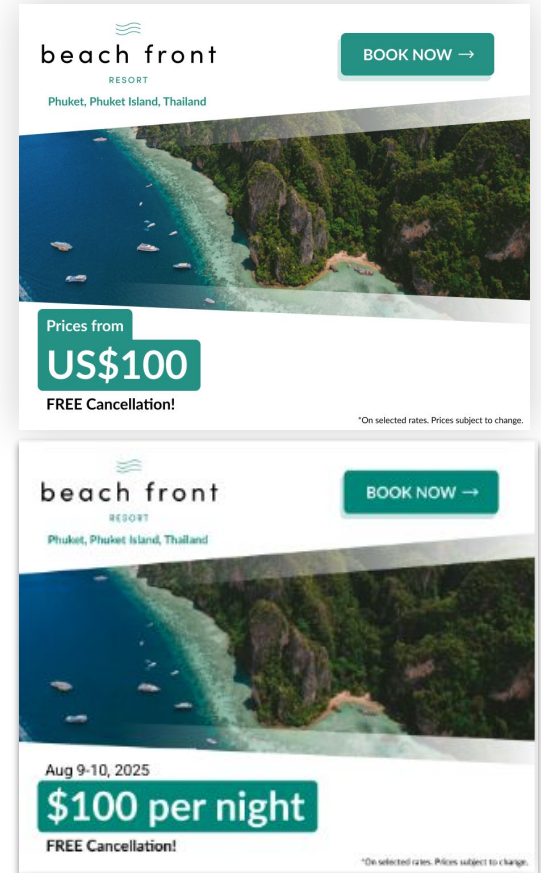 beach front
RESORT
BOOK NOW →
Phuket, Phuket Island, Thailand
Prices from
US$100
FREE Cancellation!
*On selected rates. Prices subject to change.
beach front
RESORT
BOOK NOW →
Phuket, Phuket Island, Thailand
Aug 9-10, 2025
$100 per night
FREE Cancellation!
*On selected rates. Prices subject to change.